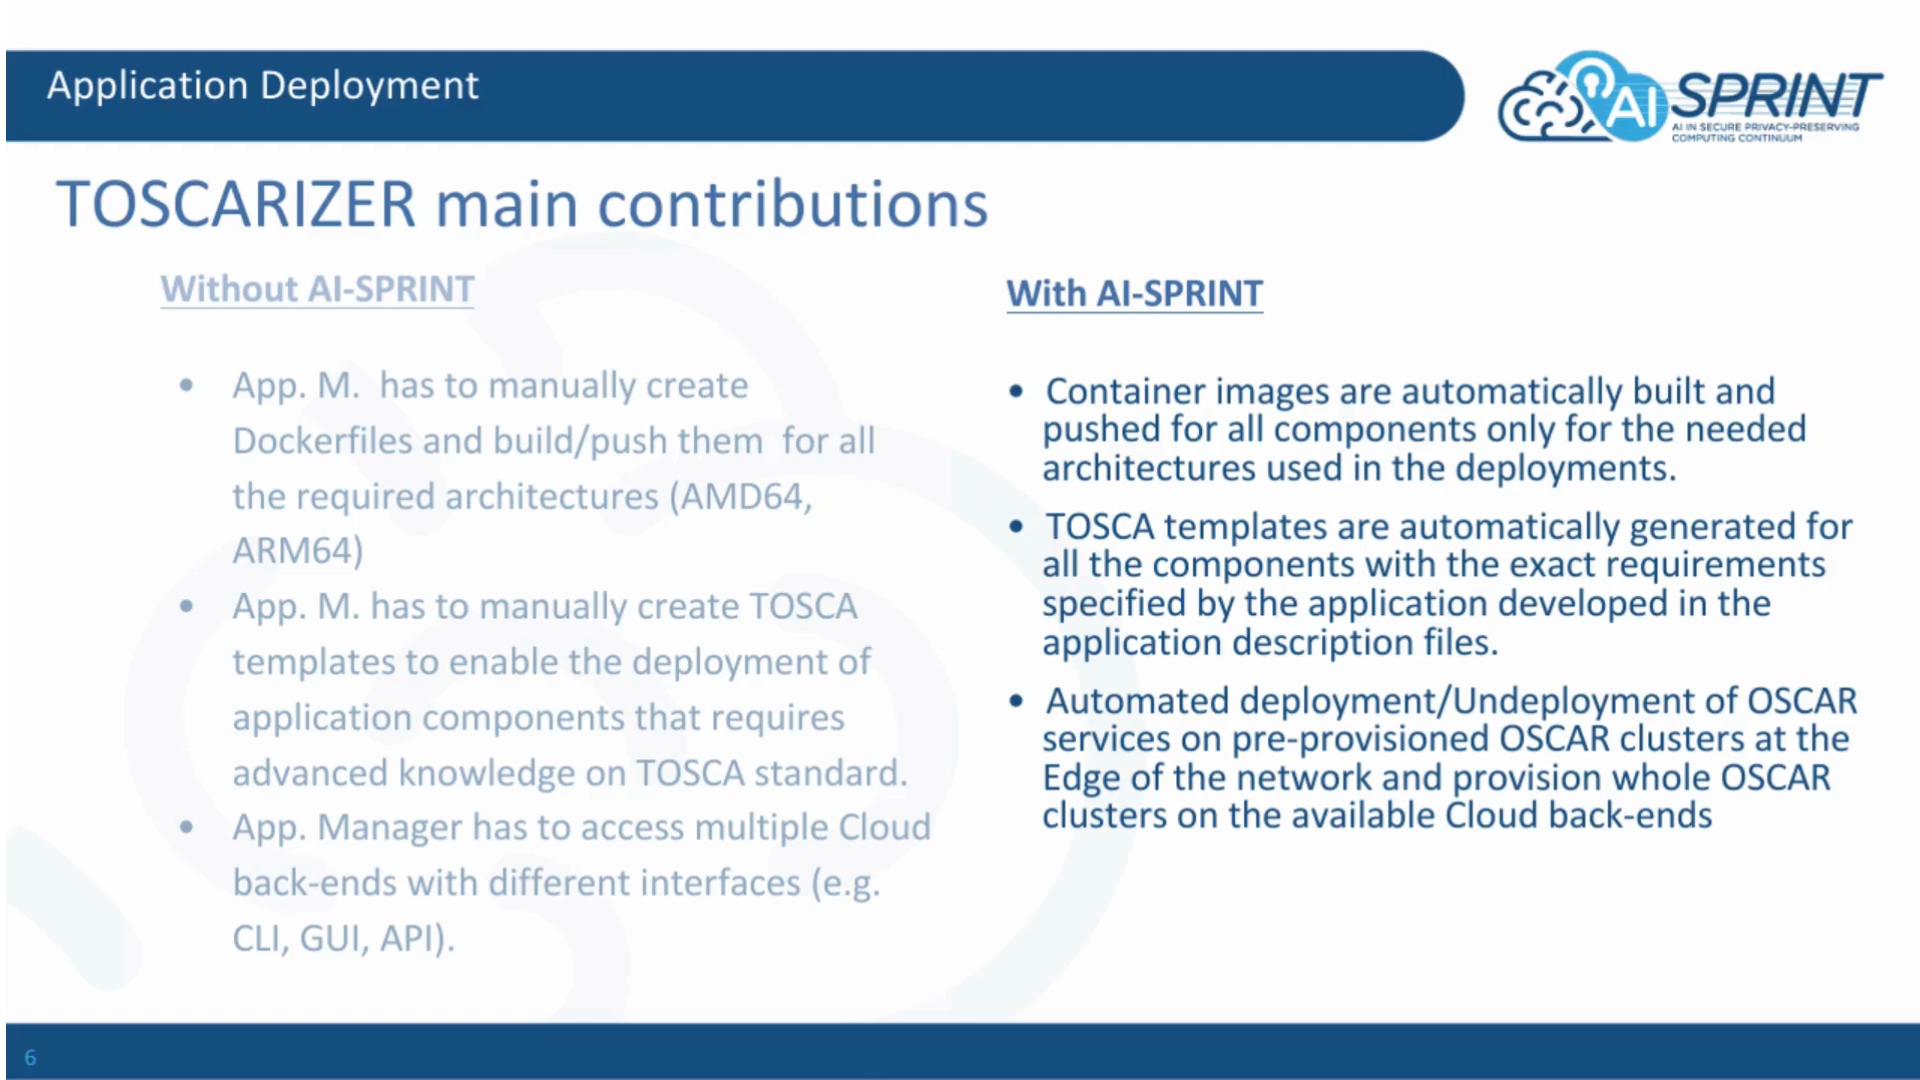 Application Deployment
AI SPRINT
AI IN SECURE PRIVACY-PRESERVING
COMPUTING CONTINUUM
TOSCARIZER main contributions
Without AI-SPRINT
• App. M.  has to manually create
Dockerfiles and build/push them  for all
the required architectures (AMD64,
ARM64)
• App. M. has to manually create TOSCA
templates to enable the deployment of
application components that requires
advanced knowledge on TOSCA standard.
• App. Manager has to access multiple Cloud
back-ends with different interfaces (e.g.
CLI, GUI, API).
With AI-SPRINT
• Container images are automatically built and
pushed for all components only for the needed
architectures used in the deployments.
• TOSCA templates are automatically generated for
all the components with the exact requirements
specified by the application developed in the
application description files.
• Automated deployment/Undeployment of OSCAR
services on pre-provisioned OSCAR clusters at the
Edge of the network and provision whole OSCAR
clusters on the available Cloud back-ends
6